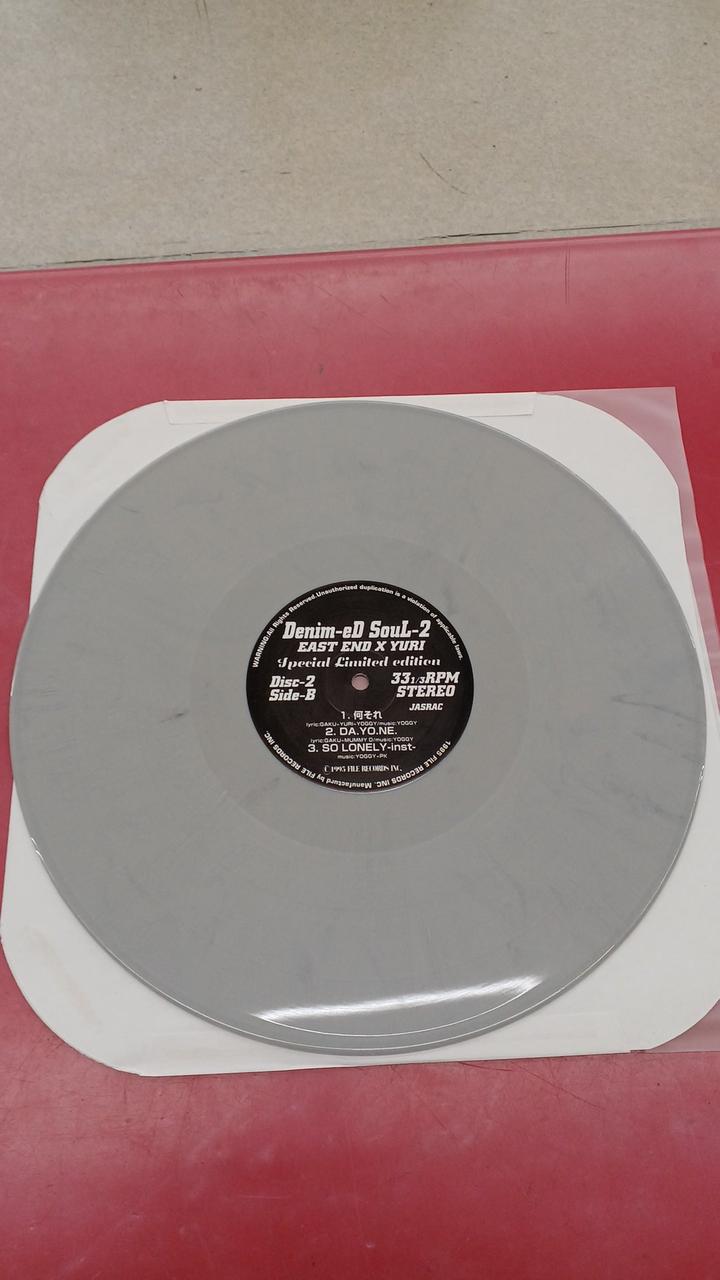 WARNING:All Rights Reserved.Unauthorized duplication is a violation of applicable laws.
Denim-eD SouL-2
EAST END X YURI
Special Limited edition
Disc-2
Side-B
33 1/3RPM
STEREO
JASRAC
1. 何それ
lyric:GAKU-YURI-YOGGY/music:YOGGY
2. DA.YO.NE.
lyric:GAKU-MUMMY.D/music:YOGGY
3. SO LONELY-inst-
music:YOGGY-PK
Ⓒ1995 FILE RECORDS INC.
1995 FILE RECORDS INC. Manufactured by FILE RECORDS INC.